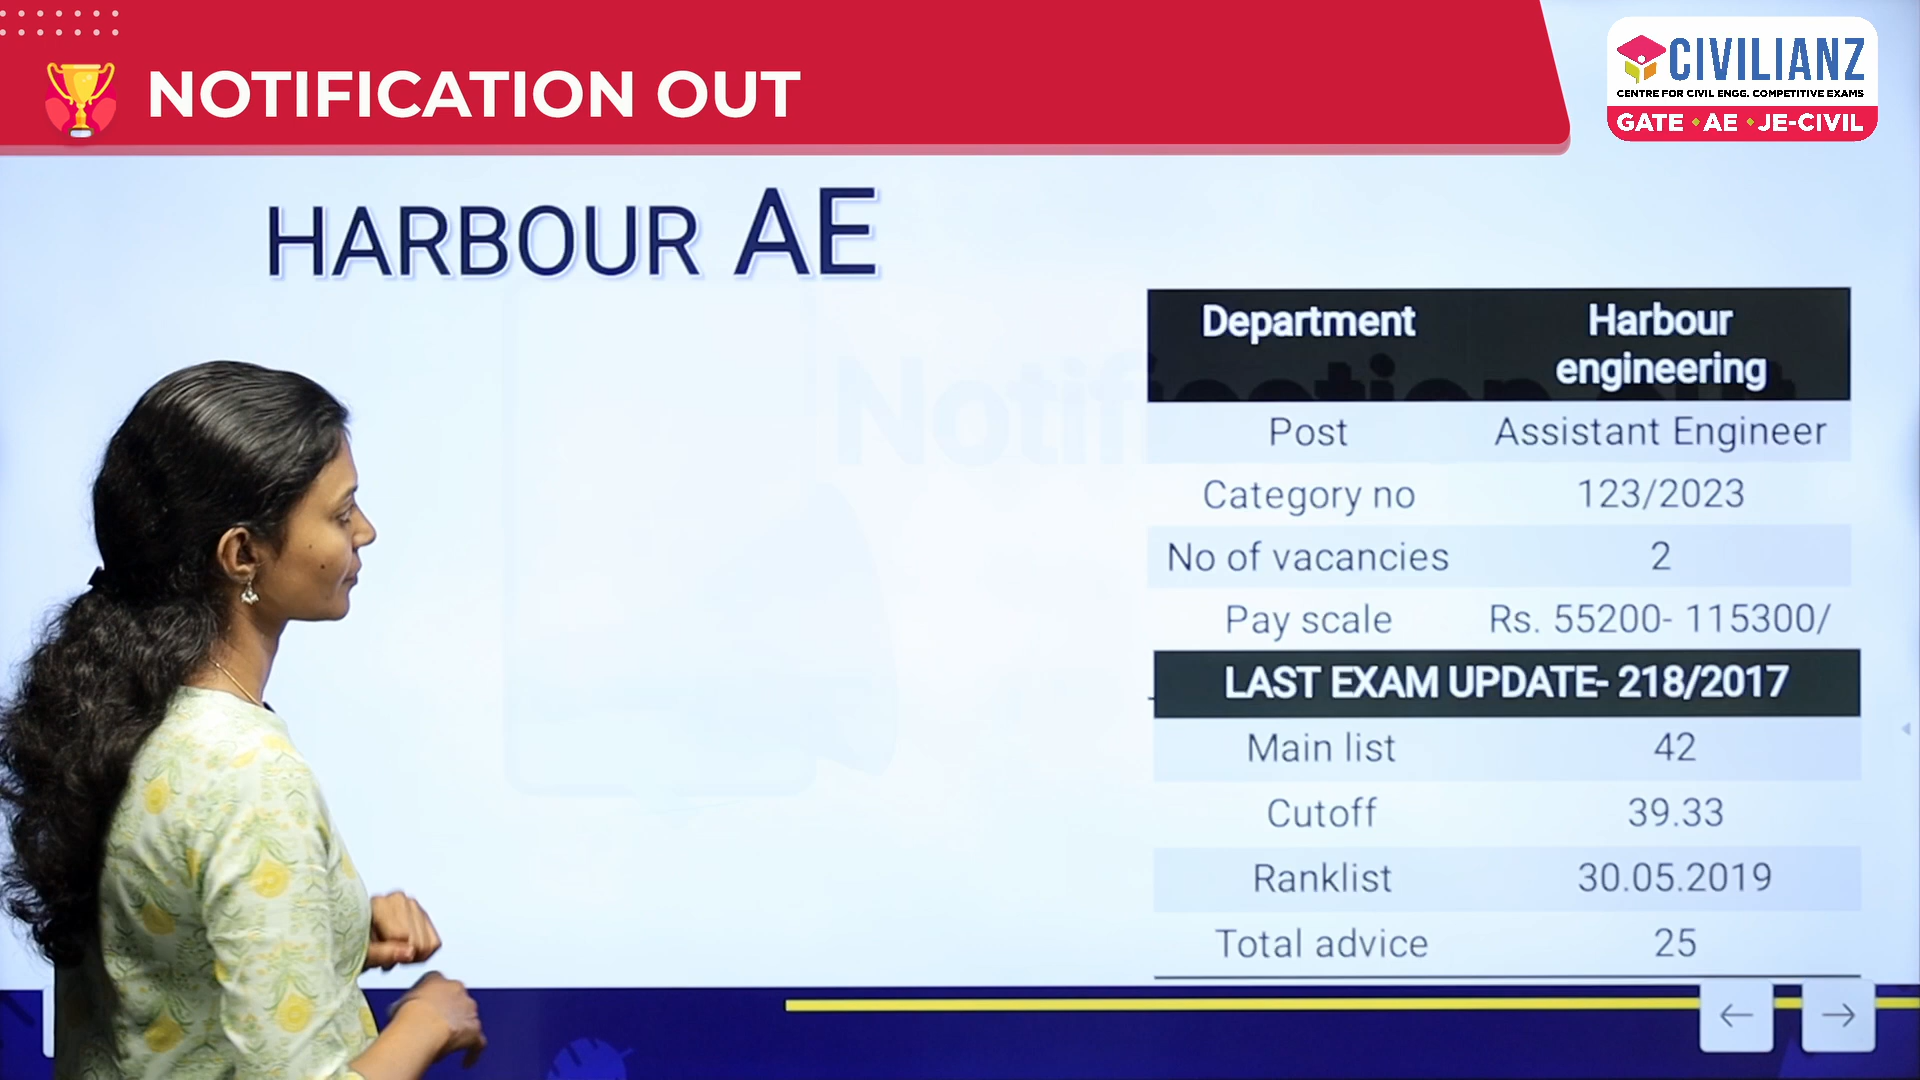 NOTIFICATION OUT
CIVILIANZ
CENTRE FOR CIVIL ENGG. COMPETITIVE EXAMS
GATE • AE • JE-CIVIL
HARBOUR AE
Department Harbour engineering
Post Assistant Engineer
Category no 123/2023
No of vacancies 2
Pay scale Rs. 55200- 115300/
LAST EXAM UPDATE- 218/2017
Main list 42
Cutoff 39.33
Ranklist 30.05.2019
Total advice 25